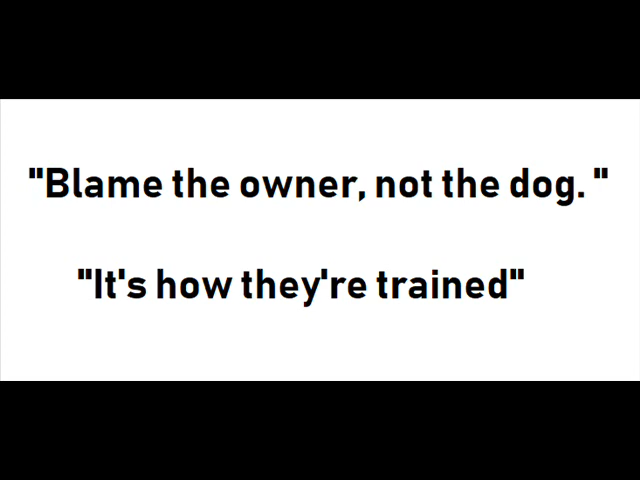 "Blame the owner, not the dog. "
"It's how they're trained"